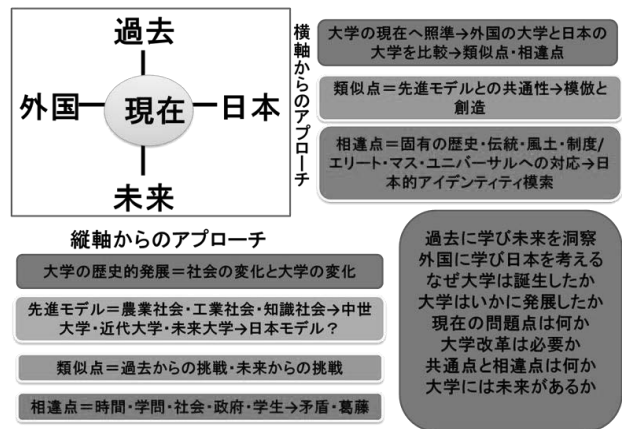 過去
外国 現在 日本
未来
横軸からのアプローチ
大学の現在へ照準→外国の大学と日本の
大学を比較→類似点・相違点
類似点＝先進モデルとの共通性→模倣と
創造
相違点＝固有の歴史・伝統・風土・制度/
エリート・マス・ユニバーサルへの対応→日
本的アイデンティティ模索
縦軸からのアプローチ
大学の歴史的発展＝社会の変化と大学の変化
先進モデル＝農業社会・工業社会・知識社会→中世
大学・近代大学・未来大学→日本モデル？
類似点＝過去からの挑戦・未来からの挑戦
相違点＝時間・学問・社会・政府・学生→矛盾・葛藤
過去に学び未来を洞察
外国に学び日本を考える
なぜ大学は誕生したか
大学はいかに発展したか
現在の問題点は何か
大学改革は必要か
共通点と相違点は何か
大学には未来があるか